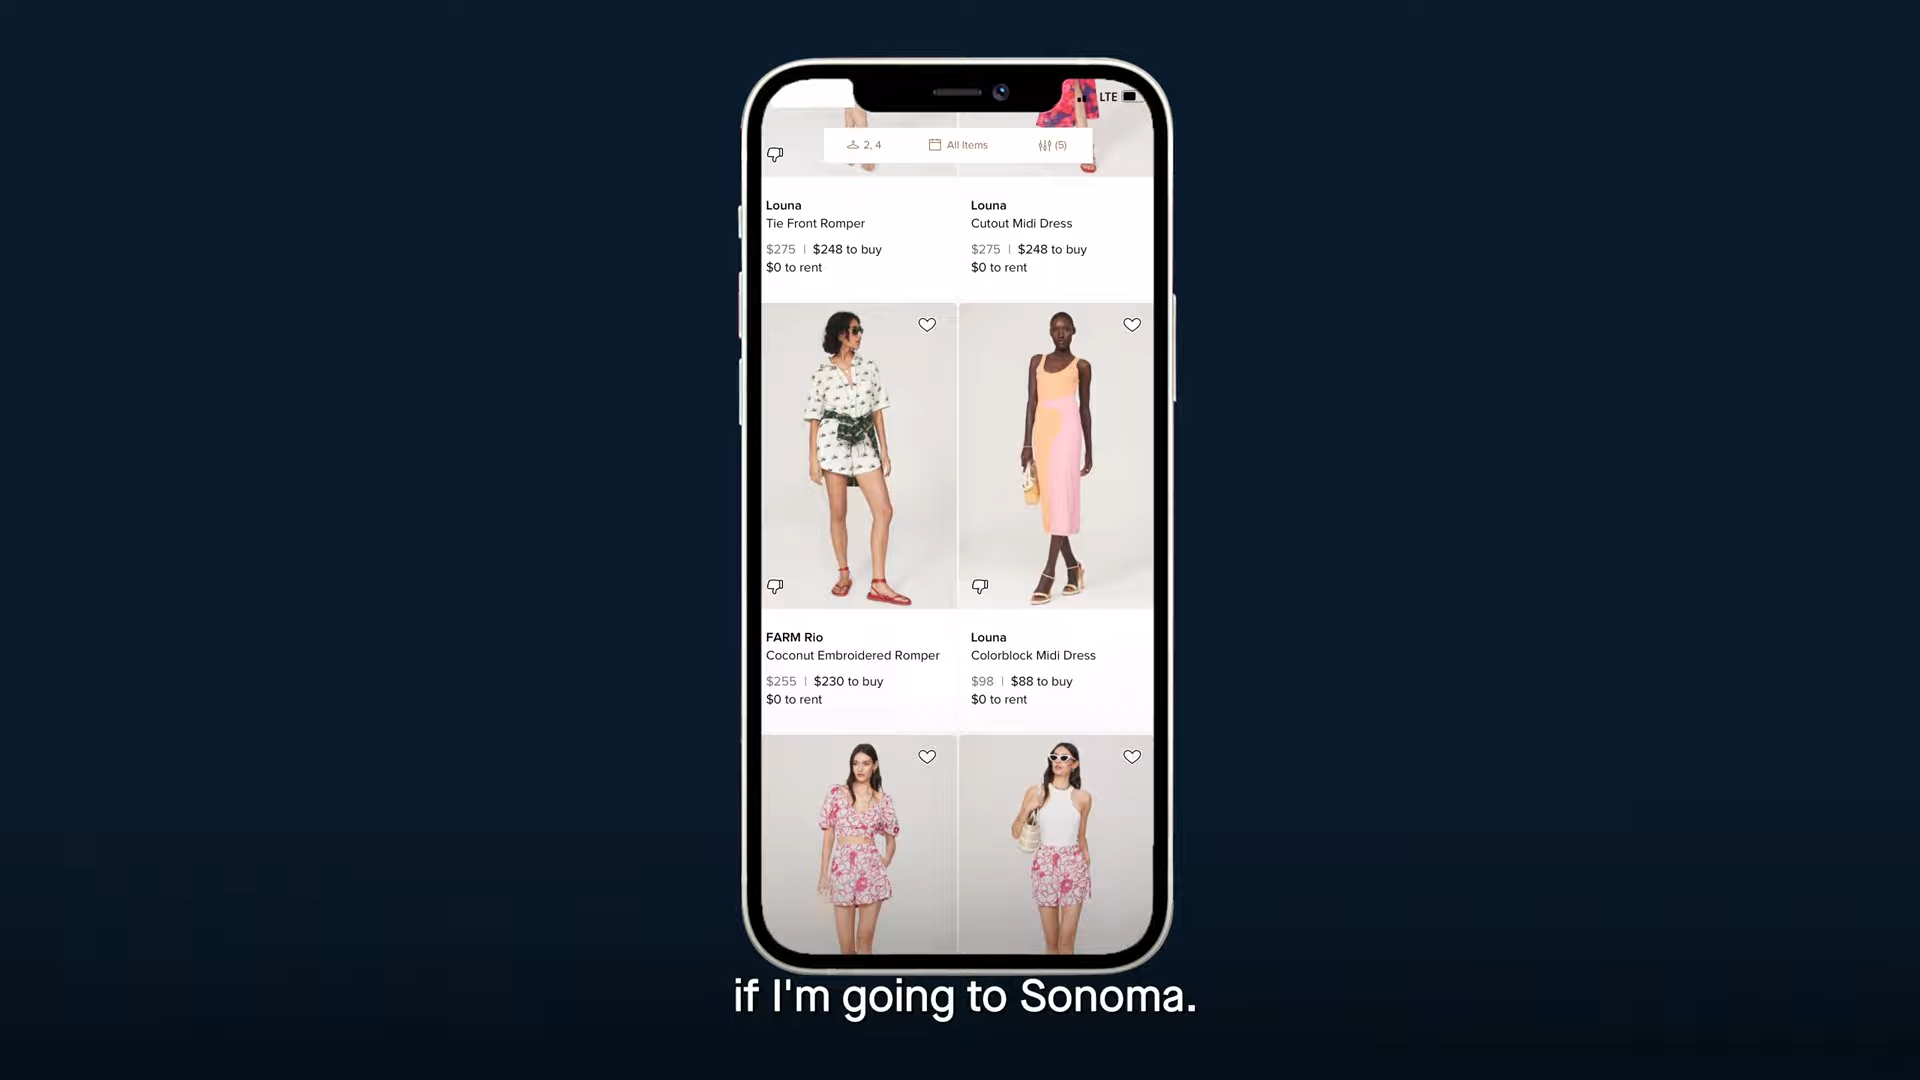 LTE
2, 4
All Items
(5)
Louna
Tie Front Romper
$275 | $248 to buy
$0 to rent
Louna
Cutout Midi Dress
$275 | $248 to buy
$0 to rent
FARM Rio
Coconut Embroidered Romper
$255 | $230 to buy
$0 to rent
Louna
Colorblock Midi Dress
$98 | $88 to buy
$0 to rent
if I'm going to Sonoma.